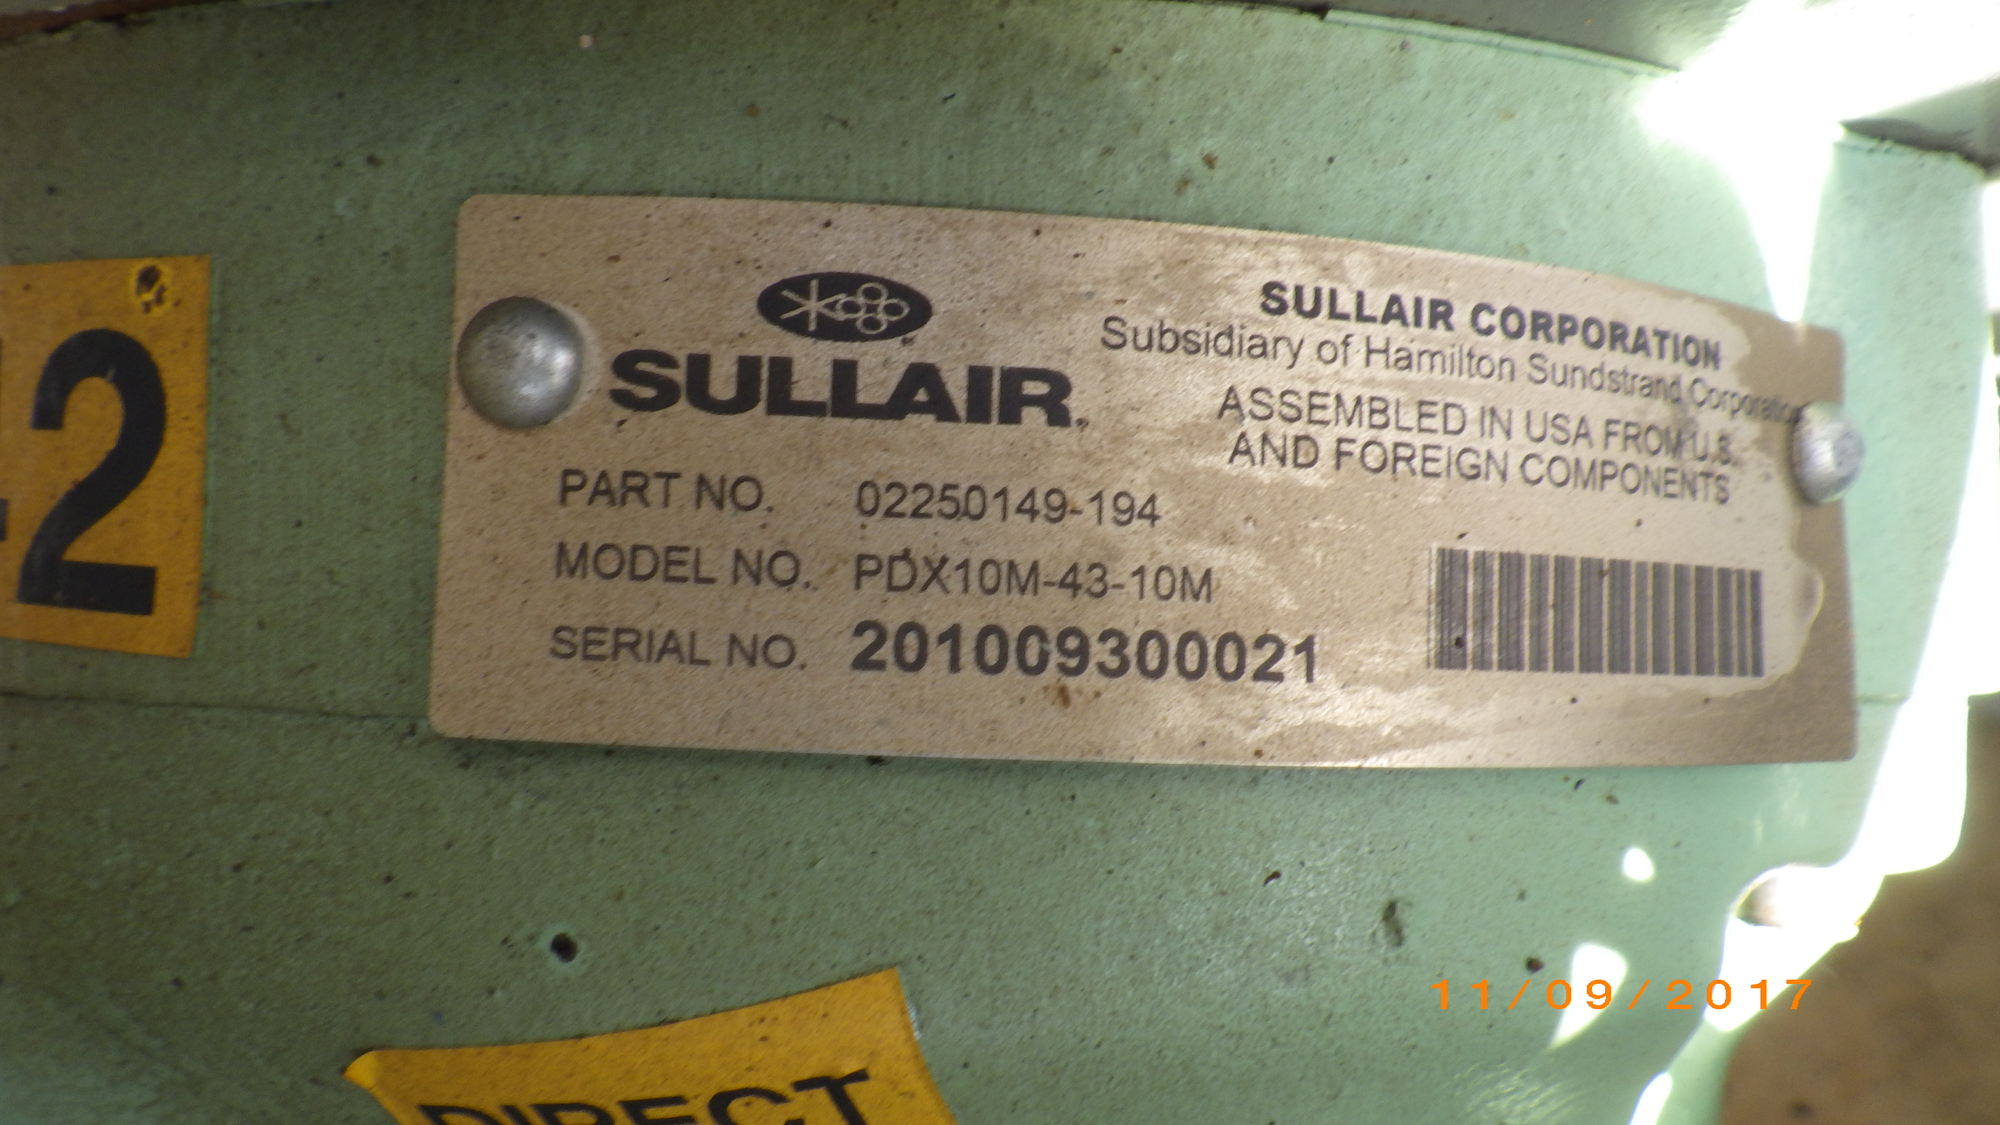 2
SULLAIR
SULLAIR CORPORATION
Subsidiary of Hamilton Sundstrand Corporation
ASSEMBLED IN USA FROM U.S.
AND FOREIGN COMPONENTS
PART NO. 02250149-194
MODEL NO. PDX10M-43-10M
SERIAL NO. 201009300021
DIRECT
11/09/2017